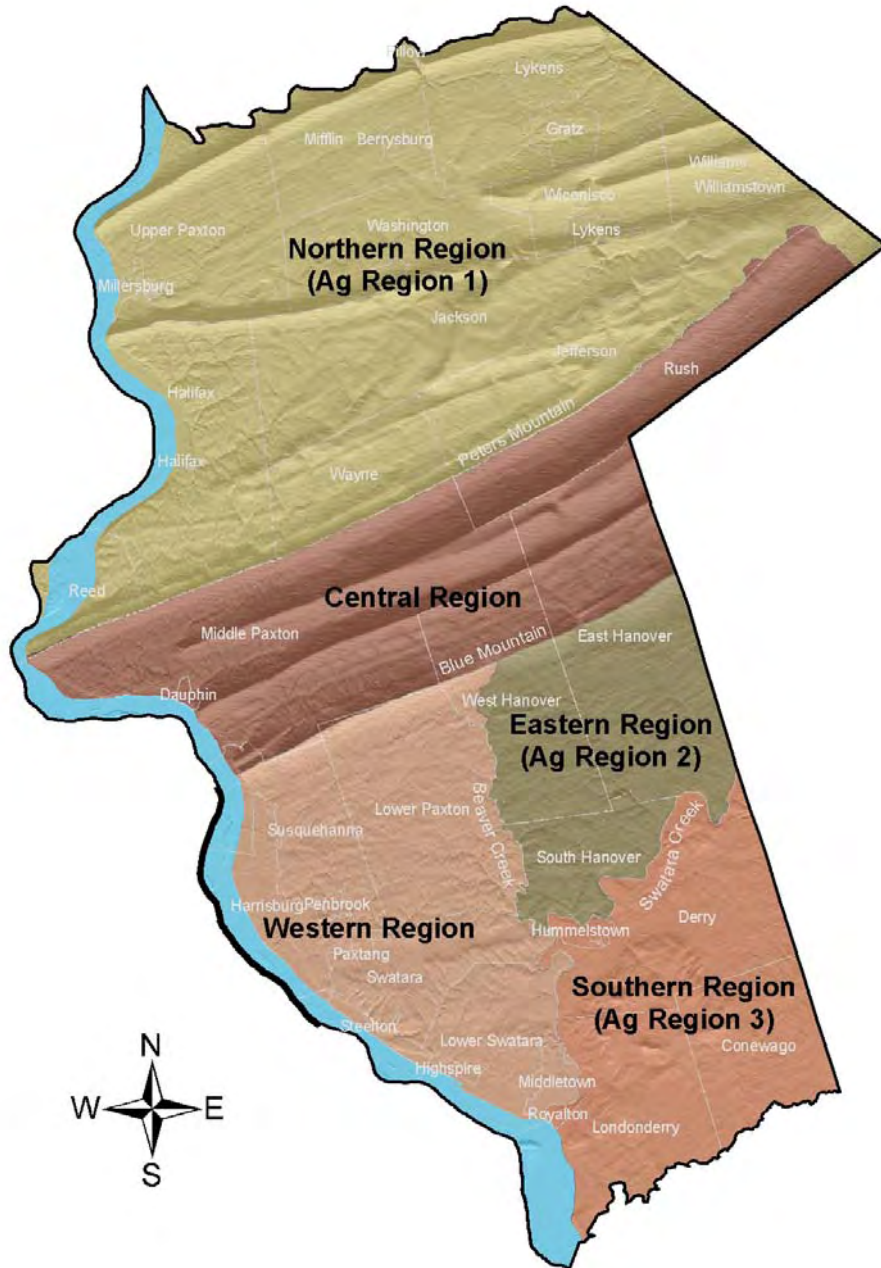 Pillow
Lykens
Mifflin
Berrysburg
Gratz
Williams
Williamstown
Wiconisco
Lykens
Upper Paxton
Washington
Northern Region
(Ag Region 1)
Millersburg
Jackson
Jefferson
Rush
Halifax
Peters Mountain
Halifax
Wayne
Reed
Central Region
Middle Paxton
East Hanover
Blue Mountain
Dauphin
West Hanover
Eastern Region
(Ag Region 2)
Lower Paxton
Beaver Creek
Susquehanna
Swatara Creek
South Hanover
Harrisburg
Penbrook
Western Region
Hummelstown
Derry
Paxtang
Swatara
Southern Region
(Ag Region 3)
Steelton
Lower Swatara
Conewago
Highspire
Middletown
Royalton
Londonderry
N
W
E
S